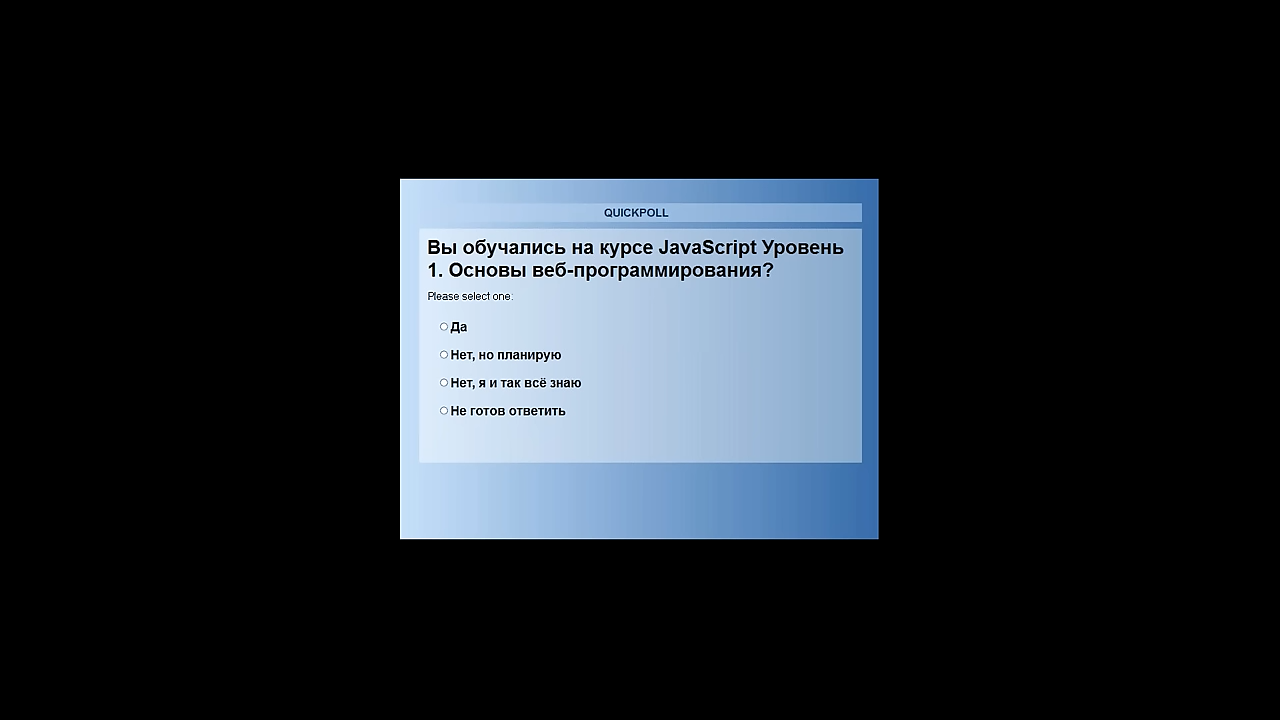 QUICKPOLL
Вы обучались на курсе JavaScript Уровень
1. Основы веб-программирования?
Please select one:
Да
Нет, но планирую
Нет, я и так всё знаю
Не готов ответить